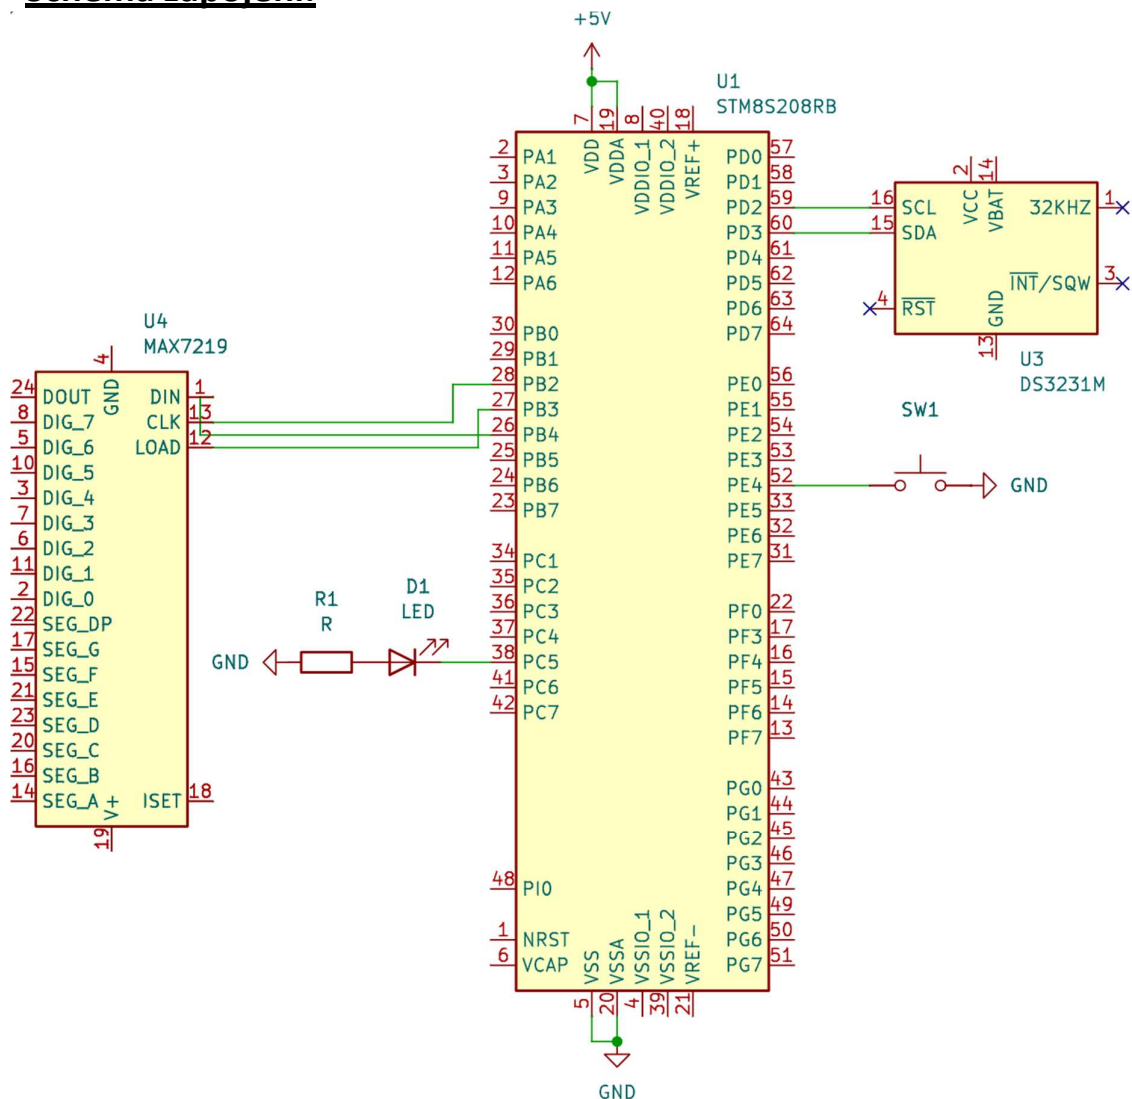 Schéma zapojení:
+5V
U1
STM8S208RB
7 VDD
19 VDDA
8 VDDIO_1
40 VDDIO_2
18 VREF+
2 PA1
3 PA2
9 PA3
10 PA4
11 PA5
12 PA6
30 PB0
29 PB1
28 PB2
27 PB3
26 PB4
25 PB5
24 PB6
23 PB7
34 PC1
35 PC2
36 PC3
37 PC4
38 PC5
41 PC6
42 PC7
48 PI0
1 NRST
6 VCAP
PD0 57
PD1 58
PD2 59
PD3 60
PD4 61
PD5 62
PD6 63
PD7 64
PE0 56
PE1 55
PE2 54
PE3 53
PE4 52
PE5 33
PE6 32
PE7 31
PF0 22
PF3 17
PF4 16
PF5 15
PF6 14
PF7 13
PG0 43
PG1 44
PG2 45
PG3 46
PG4 47
PG5 49
PG6 50
PG7 51
5 VSS
20 VSSA
4 VSSIO_1
39 VSSIO_2
21 VREF-
GND
U4
MAX7219
4 GND
24 DOUT
8 DIG_7
5 DIG_6
10 DIG_5
3 DIG_4
7 DIG_3
6 DIG_2
11 DIG_1
2 DIG_0
22 SEG_DP
17 SEG_G
15 SEG_F
21 SEG_E
23 SEG_D
20 SEG_C
16 SEG_B
14 SEG_A
DIN 1
CLK 13
LOAD 12
ISET 18
19 V+
R1
R
D1
LED
GND
2 VCC
14 VBAT
16 SCL
15 SDA
4 RST
32KHZ 1
INT/SQW 3
13 GND
U3
DS3231M
SW1
GND